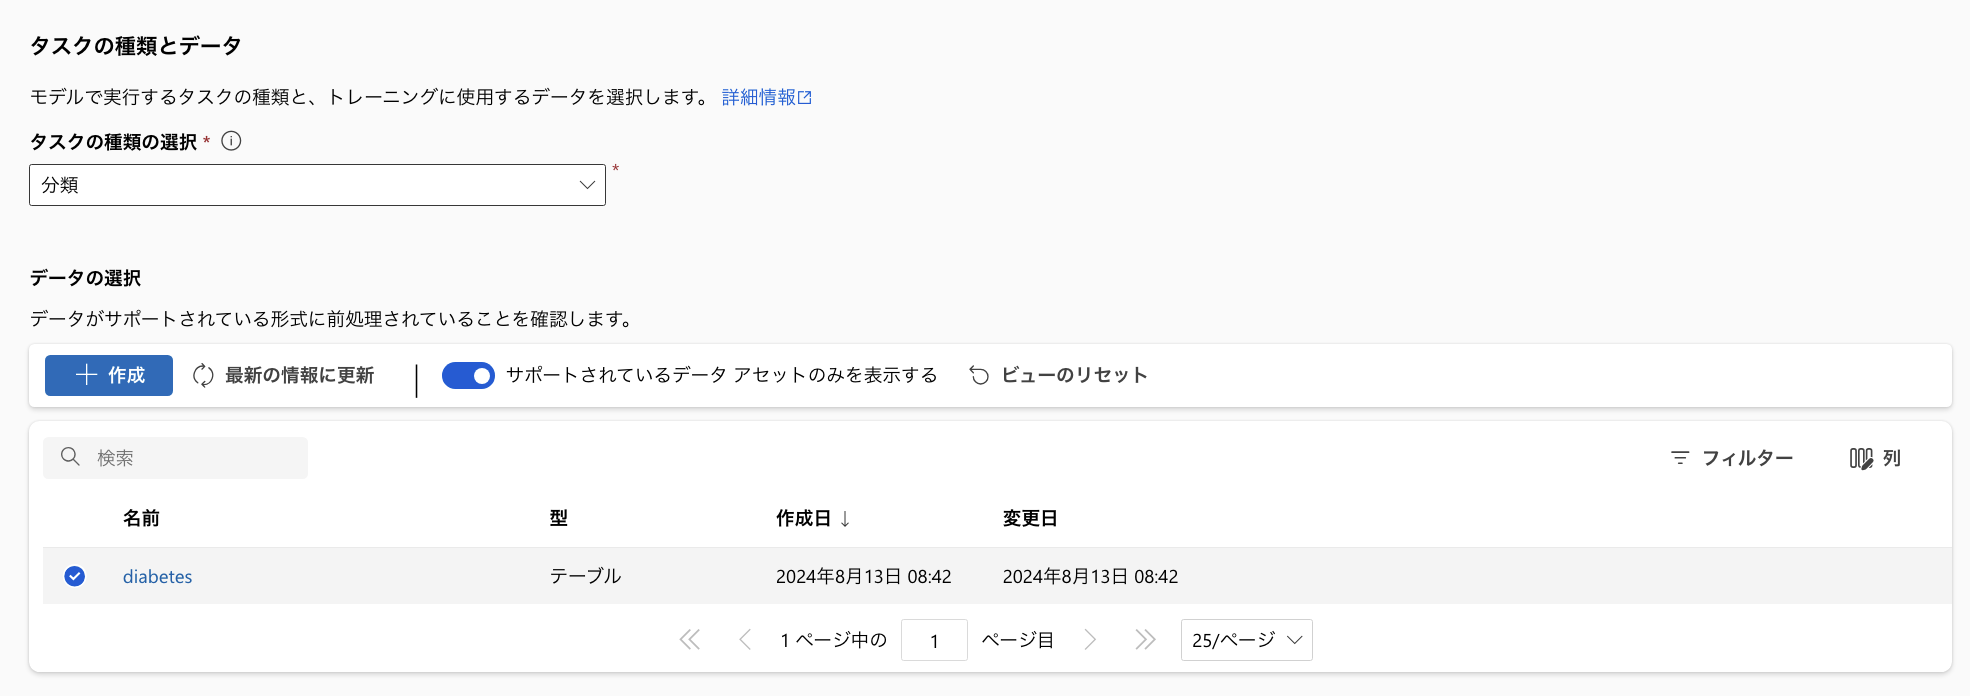 タスクの種類とデータ
モデルで実行するタスクの種類と、トレーニングに使用するデータを選択します。 詳細情報
タスクの種類の選択 *
分類 *
データの選択
データがサポートされている形式に前処理されていることを確認します。
作成 最新の情報に更新 サポートされているデータ アセットのみを表示する ビューのリセット
検索 フィルター 列
名前 型 作成日 ↓ 変更日
diabetes テーブル 2024年8月13日 08:42 2024年8月13日 08:42
1 ページ中の 1 ページ目 25/ページ